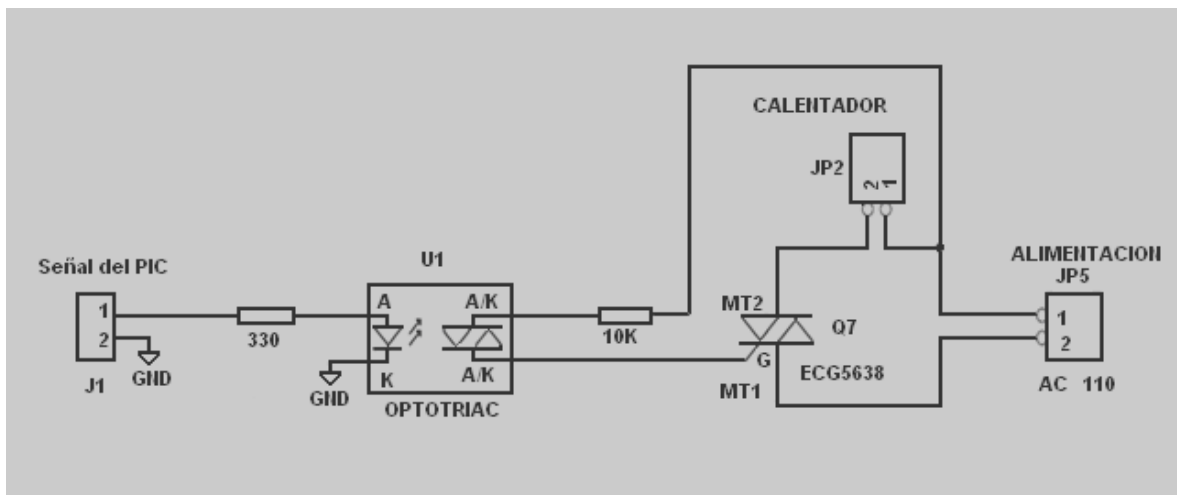 CALENTADOR
JP2
2
1
ALIMENTACION
JP5
1
2
AC 110
Señal del PIC
1
2
J1
GND
330
U1
A
A/K
K
A/K
GND
OPTOTRIAC
10K
MT2
Q7
G
ECG5638
MT1